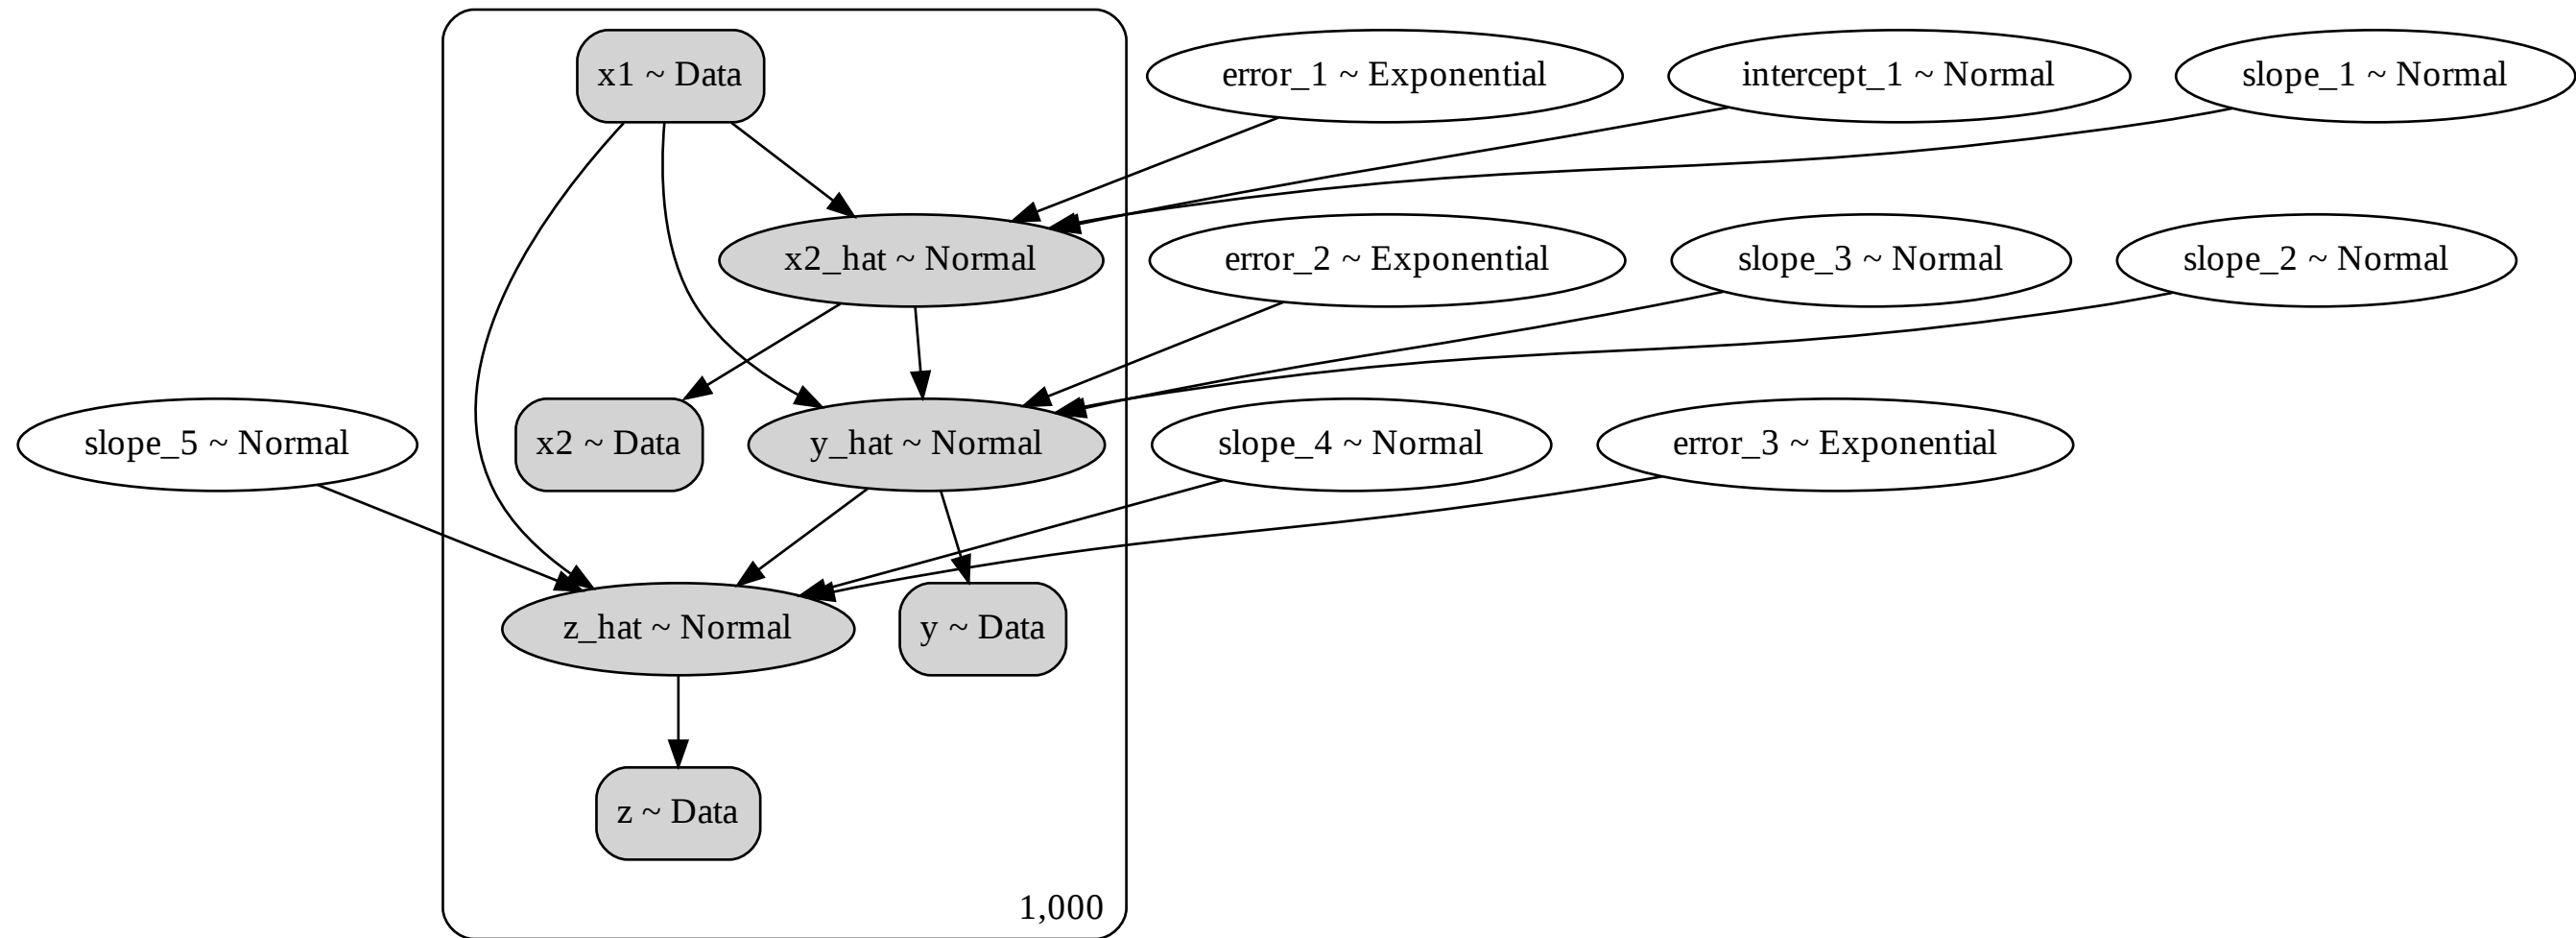 x1 ~ Data
error_1 ~ Exponential
intercept_1 ~ Normal
slope_1 ~ Normal
x2_hat ~ Normal
error_2 ~ Exponential
slope_3 ~ Normal
slope_2 ~ Normal
slope_5 ~ Normal
x2 ~ Data
y_hat ~ Normal
slope_4 ~ Normal
error_3 ~ Exponential
z_hat ~ Normal
y ~ Data
z ~ Data
1,000